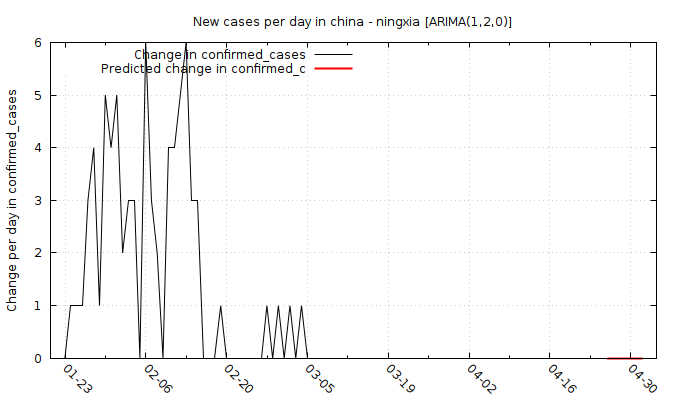 New cases per day in china - ningxia [ARIMA(1,2,0)]
Change in confirmed_cases
Predicted change in confirmed_c
Change per day in confirmed_cases
6
5
4
3
2
1
0
01-23 02-06 02-20 03-05 03-19 04-02 04-16 04-30